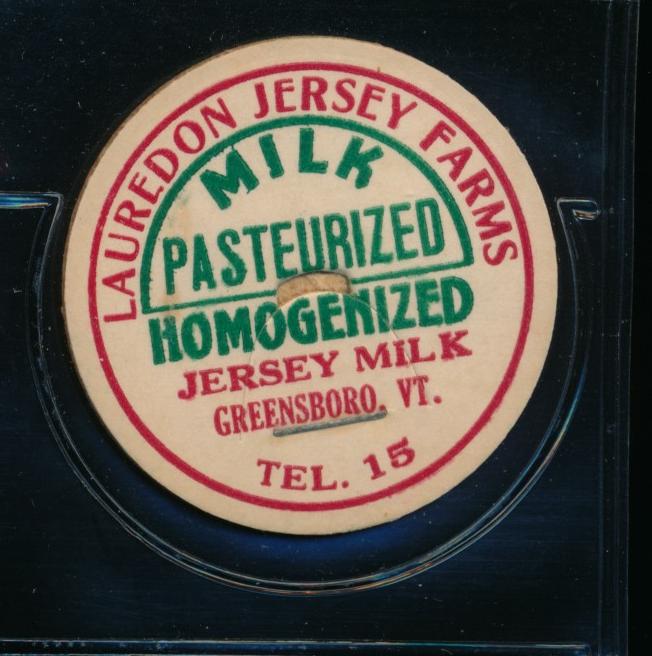 LAUREDON JERSEY FARMS
MILK
PASTEURIZED
HOMOGENIZED
JERSEY MILK
GREENSBORO, VT.
TEL. 15